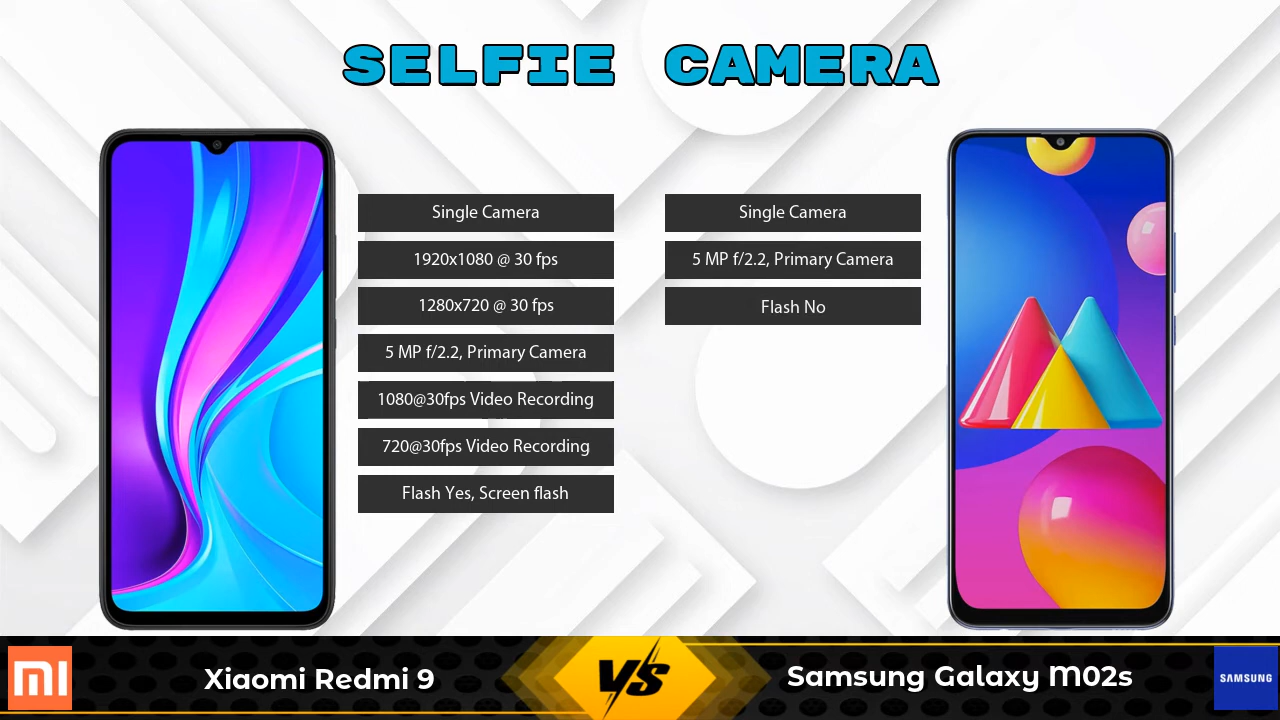 SELFIE CAMERA
Single Camera
1920x1080 @ 30 fps
1280x720 @ 30 fps
5 MP f/2.2, Primary Camera
1080@30fps Video Recording
720@30fps Video Recording
Flash Yes, Screen flash
Single Camera
5 MP f/2.2, Primary Camera
Flash No
MI
Xiaomi Redmi 9
VS
Samsung Galaxy M02s
SAMSUNG